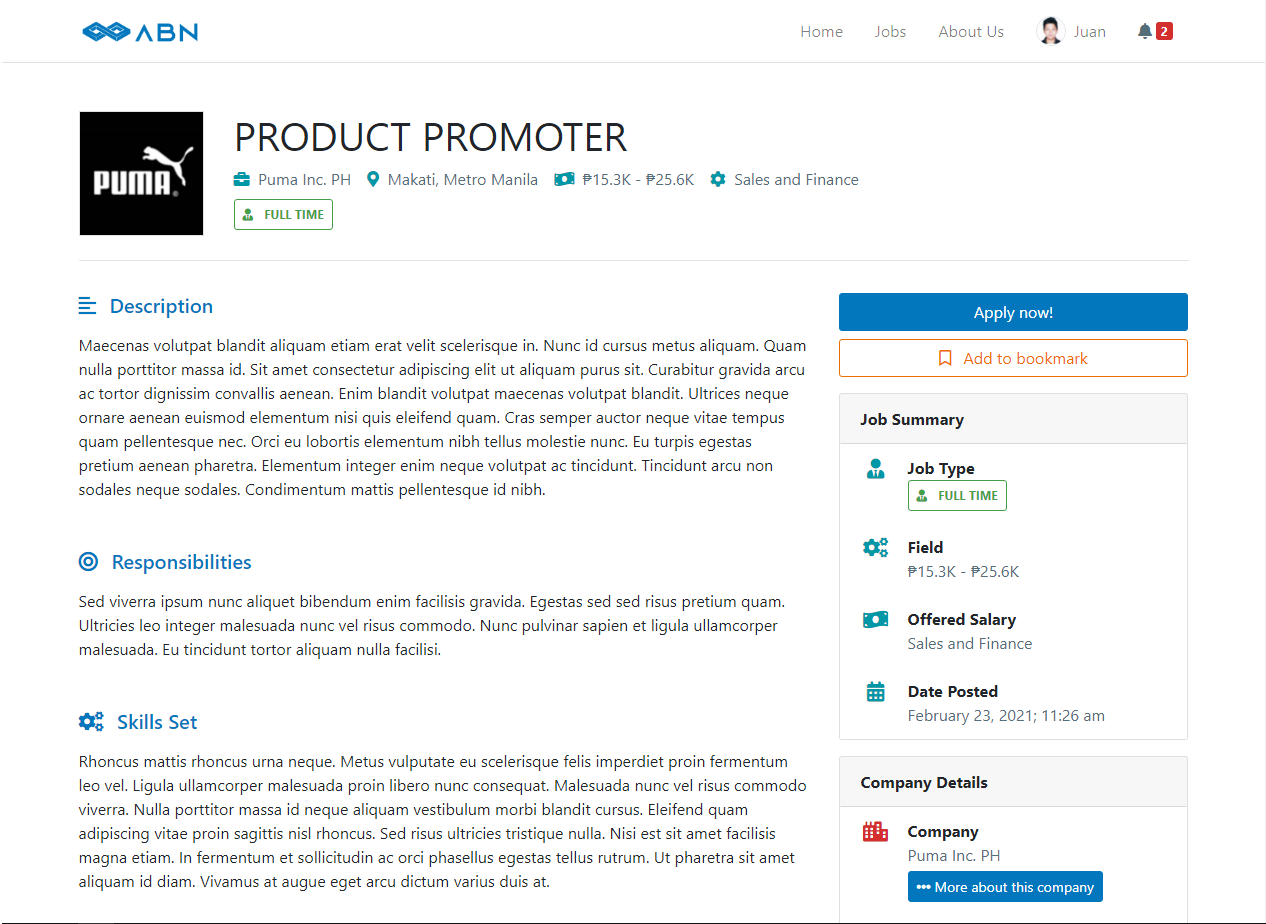 ABN
Home Jobs About Us Juan 2
PUMA
PRODUCT PROMOTER
Puma Inc. PH Makati, Metro Manila ₱15.3K - ₱25.6K Sales and Finance
FULL TIME
Description
Maecenas volutpat blandit aliquam etiam erat velit scelerisque in. Nunc id cursus metus aliquam. Quam
nulla porttitor massa id. Sit amet consectetur adipiscing elit ut aliquam purus sit. Curabitur gravida arcu
ac tortor dignissim convallis aenean. Enim blandit volutpat maecenas volutpat blandit. Ultrices neque
ornare aenean euismod elementum nisi quis eleifend quam. Cras semper auctor neque vitae tempus
quam pellentesque nec. Orci eu lobortis elementum nibh tellus molestie nunc. Eu turpis egestas
pretium aenean pharetra. Elementum integer enim neque volutpat ac tincidunt. Tincidunt arcu non
sodales neque sodales. Condimentum mattis pellentesque id nibh.
Responsibilities
Sed viverra ipsum nunc aliquet bibendum enim facilisis gravida. Egestas sed sed risus pretium quam.
Ultricies leo integer malesuada nunc vel risus commodo. Nunc pulvinar sapien et ligula ullamcorper
malesuada. Eu tincidunt tortor aliquam nulla facilisi.
Skills Set
Rhoncus mattis rhoncus urna neque. Metus vulputate eu scelerisque felis imperdiet proin fermentum
leo vel. Ligula ullamcorper malesuada proin libero nunc consequat. Malesuada nunc vel risus commodo
viverra. Nulla porttitor massa id neque aliquam vestibulum morbi blandit cursus. Eleifend quam
adipiscing vitae proin sagittis nisl rhoncus. Sed risus ultricies tristique nulla. Nisi est sit amet facilisis
magna etiam. In fermentum et sollicitudin ac orci phasellus egestas tellus rutrum. Ut pharetra sit amet
aliquam id diam. Vivamus at augue eget arcu dictum varius duis at.
Apply now!
Add to bookmark
Job Summary
Job Type
FULL TIME
Field
₱15.3K - ₱25.6K
Offered Salary
Sales and Finance
Date Posted
February 23, 2021; 11:26 am
Company Details
Company
Puma Inc. PH
••• More about this company